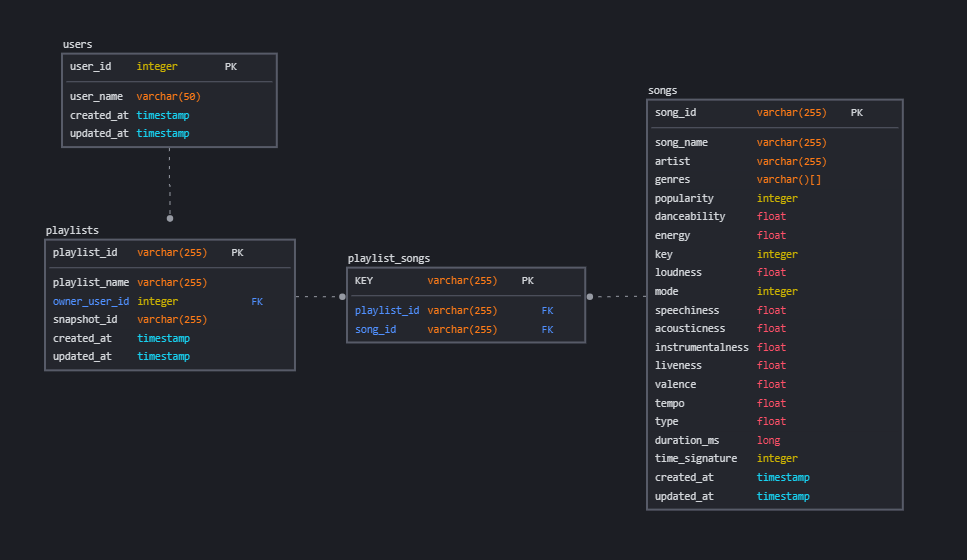 users
user_id integer PK
user_name varchar(50)
created_at timestamp
updated_at timestamp
playlists
playlist_id varchar(255) PK
playlist_name varchar(255)
owner_user_id integer FK
snapshot_id varchar(255)
created_at timestamp
updated_at timestamp
playlist_songs
KEY varchar(255) PK
playlist_id varchar(255) FK
song_id varchar(255) FK
songs
song_id varchar(255) PK
song_name varchar(255)
artist varchar(255)
genres varchar()[]
popularity integer
danceability float
energy float
key integer
loudness float
mode integer
speechiness float
acousticness float
instrumentalness float
liveness float
valence float
tempo float
type float
duration_ms long
time_signature integer
created_at timestamp
updated_at timestamp